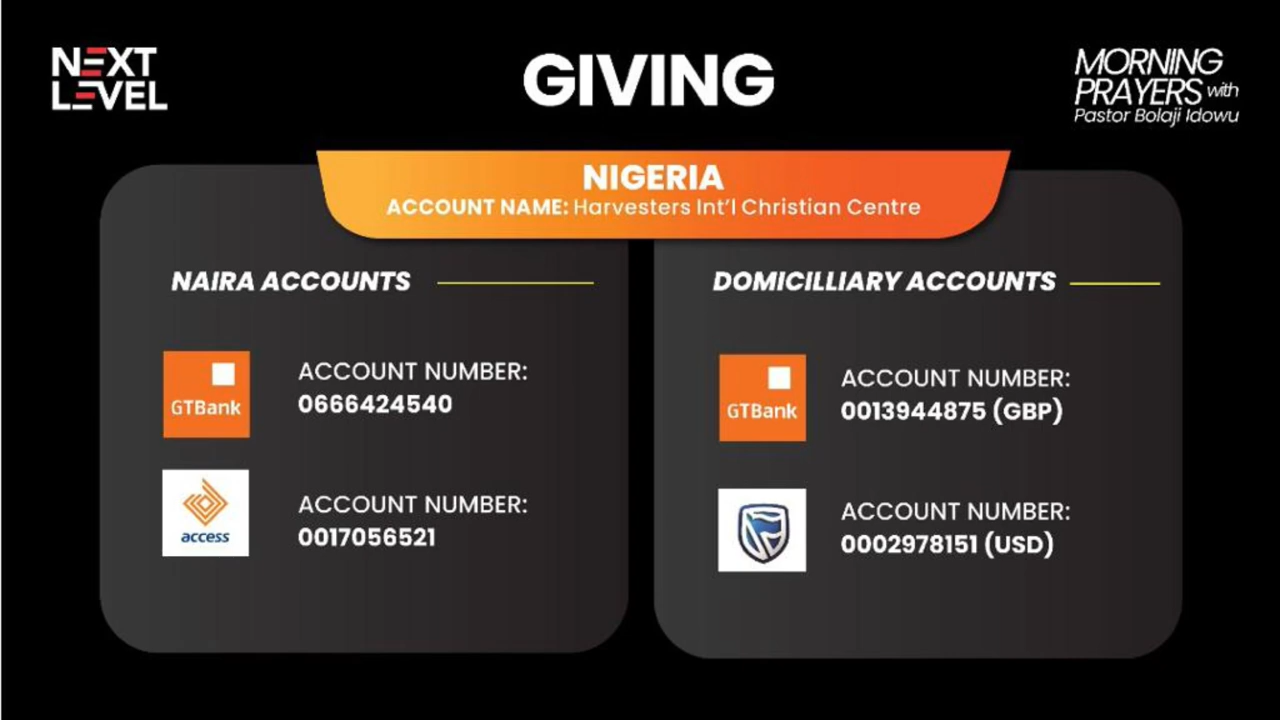 NEXT
LEVEL
GIVING
MORNING
PRAYERS with
Pastor Bolaji Idowu
NIGERIA
ACCOUNT NAME: Harvesters Int'l Christian Centre
NAIRA ACCOUNTS
GTBank
ACCOUNT NUMBER:
0666424540
access
ACCOUNT NUMBER:
0017056521
DOMICILLIARY ACCOUNTS
GTBank
ACCOUNT NUMBER:
0013944875 (GBP)
ACCOUNT NUMBER:
0002978151 (USD)